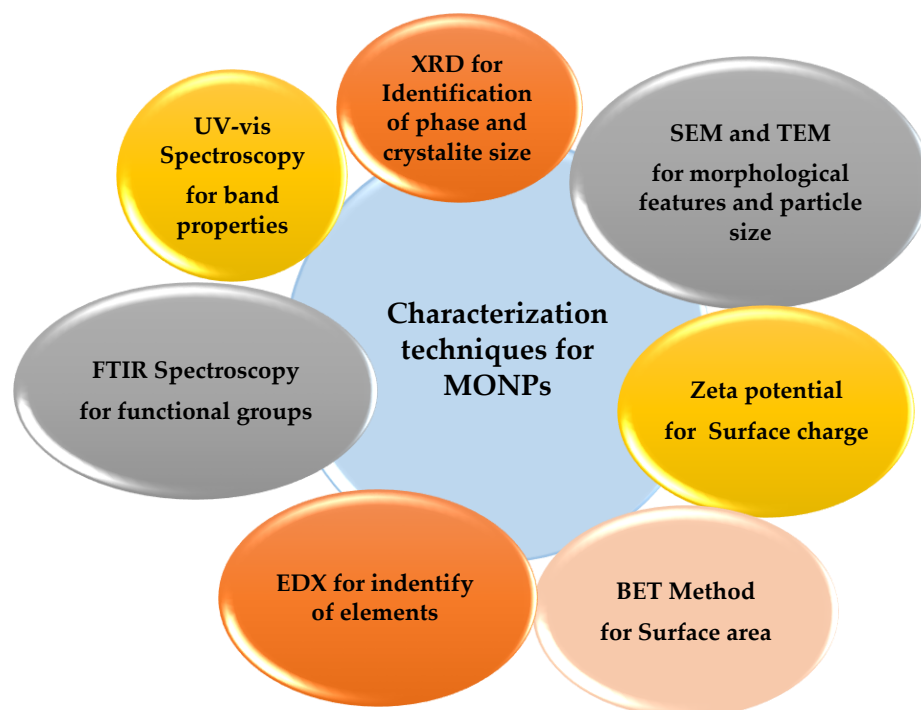 XRD for
Identification
of phase and
crystalite size
UV-vis
Spectroscopy
for band
properties
SEM and TEM
for morphological
features and particle
size
Characterization
techniques for
MONPs
FTIR Spectroscopy
for functional groups
Zeta potential
for Surface charge
EDX for indentify
of elements
BET Method
for Surface area